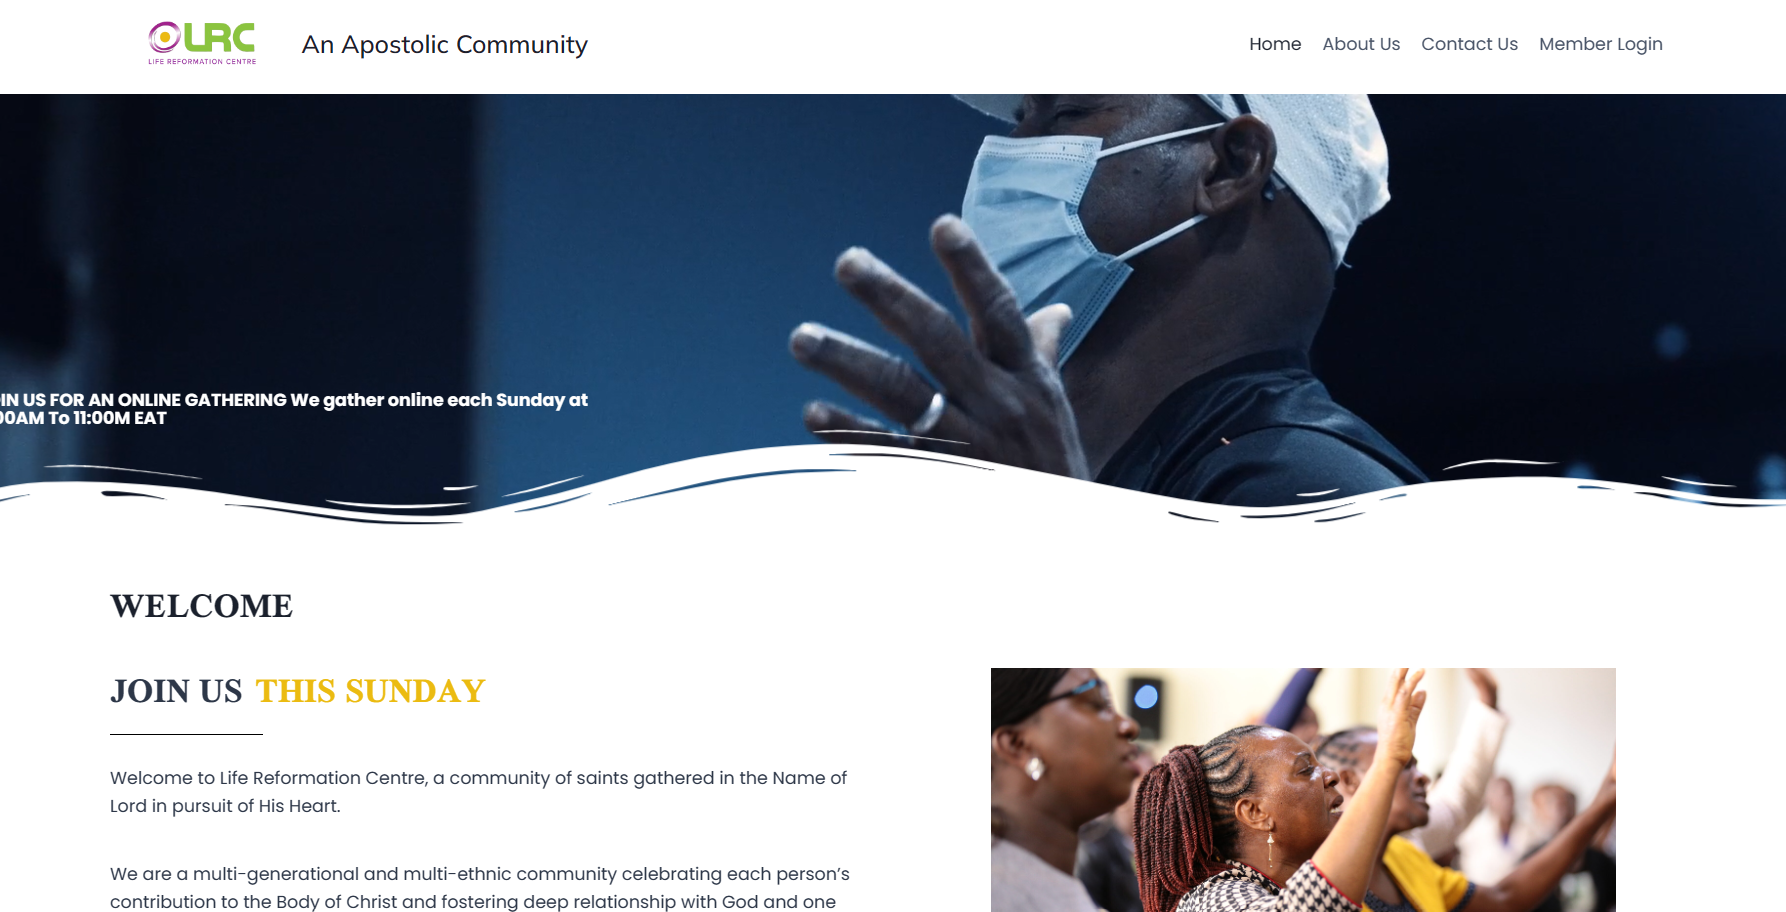 LRC
LIFE REFORMATION CENTRE
An Apostolic Community
Home About Us Contact Us Member Login
IN US FOR AN ONLINE GATHERING We gather online each Sunday at
00AM To 11:00M EAT
WELCOME
JOIN US THIS SUNDAY
Welcome to Life Reformation Centre, a community of saints gathered in the Name of
Lord in pursuit of His Heart.
We are a multi-generational and multi-ethnic community celebrating each person’s
contribution to the Body of Christ and fostering deep relationship with God and one